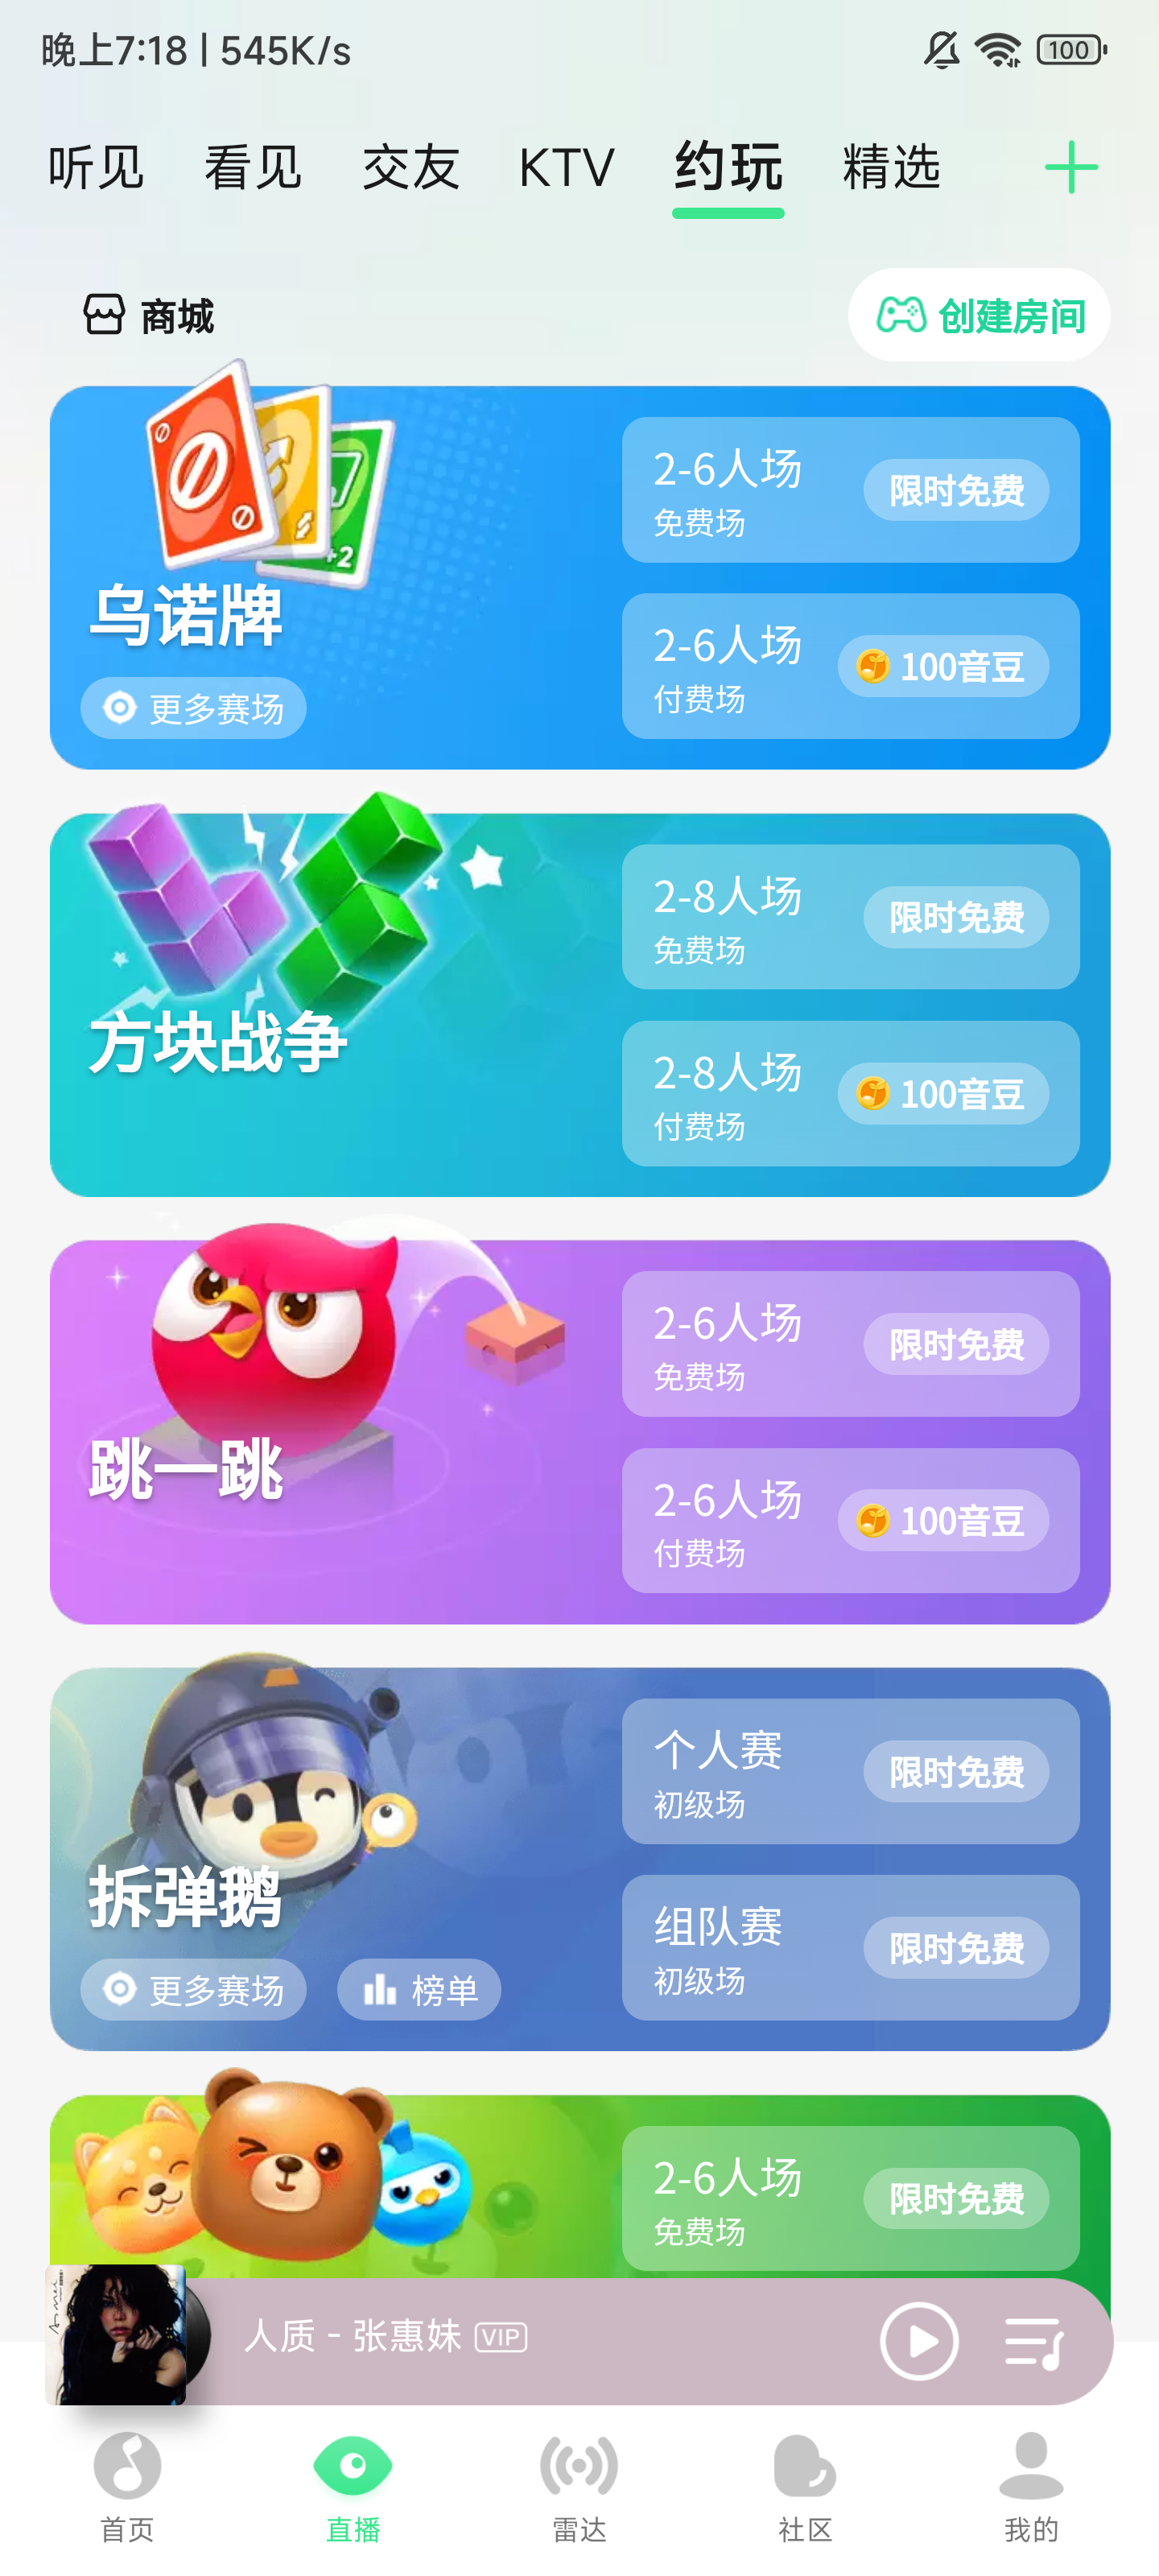 晚上7:18 | 545K/s
100
听见 看见 交友 KTV 约玩 精选
商城
创建房间
+2
乌诺牌
更多赛场
2-6人场
免费场
限时免费
2-6人场
付费场
100音豆
方块战争
2-8人场
免费场
限时免费
2-8人场
付费场
100音豆
跳一跳
2-6人场
免费场
限时免费
2-6人场
付费场
100音豆
拆弹鹅
更多赛场
榜单
个人赛
初级场
限时免费
组队赛
初级场
限时免费
2-6人场
免费场
限时免费
人质 - 张惠妹 VIP
首页 直播 雷达 社区 我的